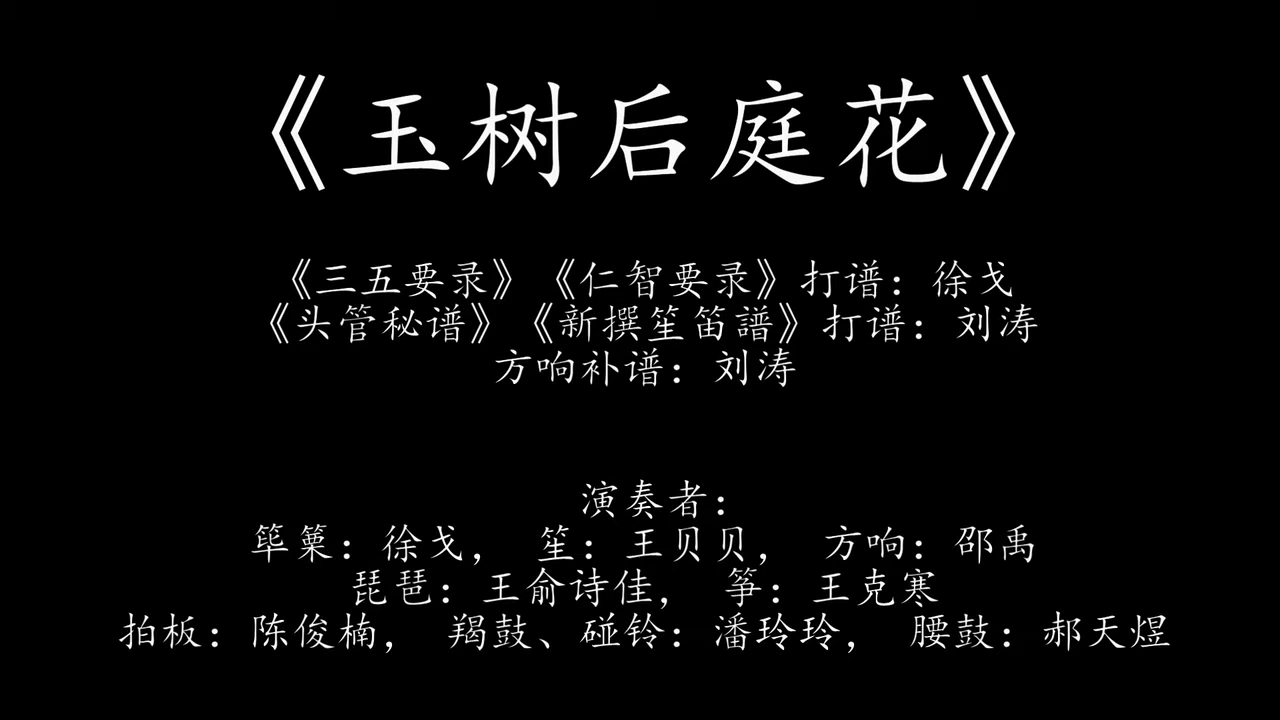 《玉树后庭花》
《三五要录》《仁智要录》打谱：徐戈
《头管秘谱》《新撰笙笛譜》打谱：刘涛
方响补谱：刘涛
演奏者：
筚篥：徐戈， 笙：王贝贝， 方响：邵禹
琵琶：王俞诗佳， 筝：王克寒
拍板：陈俊楠， 羯鼓、碰铃：潘玲玲， 腰鼓：郝天煜